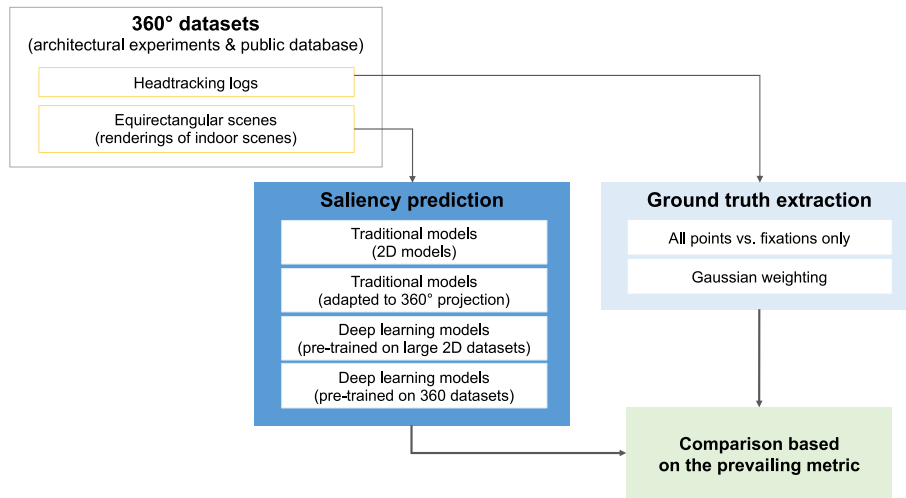 360° datasets
(architectural experiments & public database)
Headtracking logs
Equirectangular scenes
(renderings of indoor scenes)
Saliency prediction
Traditional models
(2D models)
Traditional models
(adapted to 360° projection)
Deep learning models
(pre-trained on large 2D datasets)
Deep learning models
(pre-trained on 360 datasets)
Ground truth extraction
All points vs. fixations only
Gaussian weighting
Comparison based
on the prevailing metric